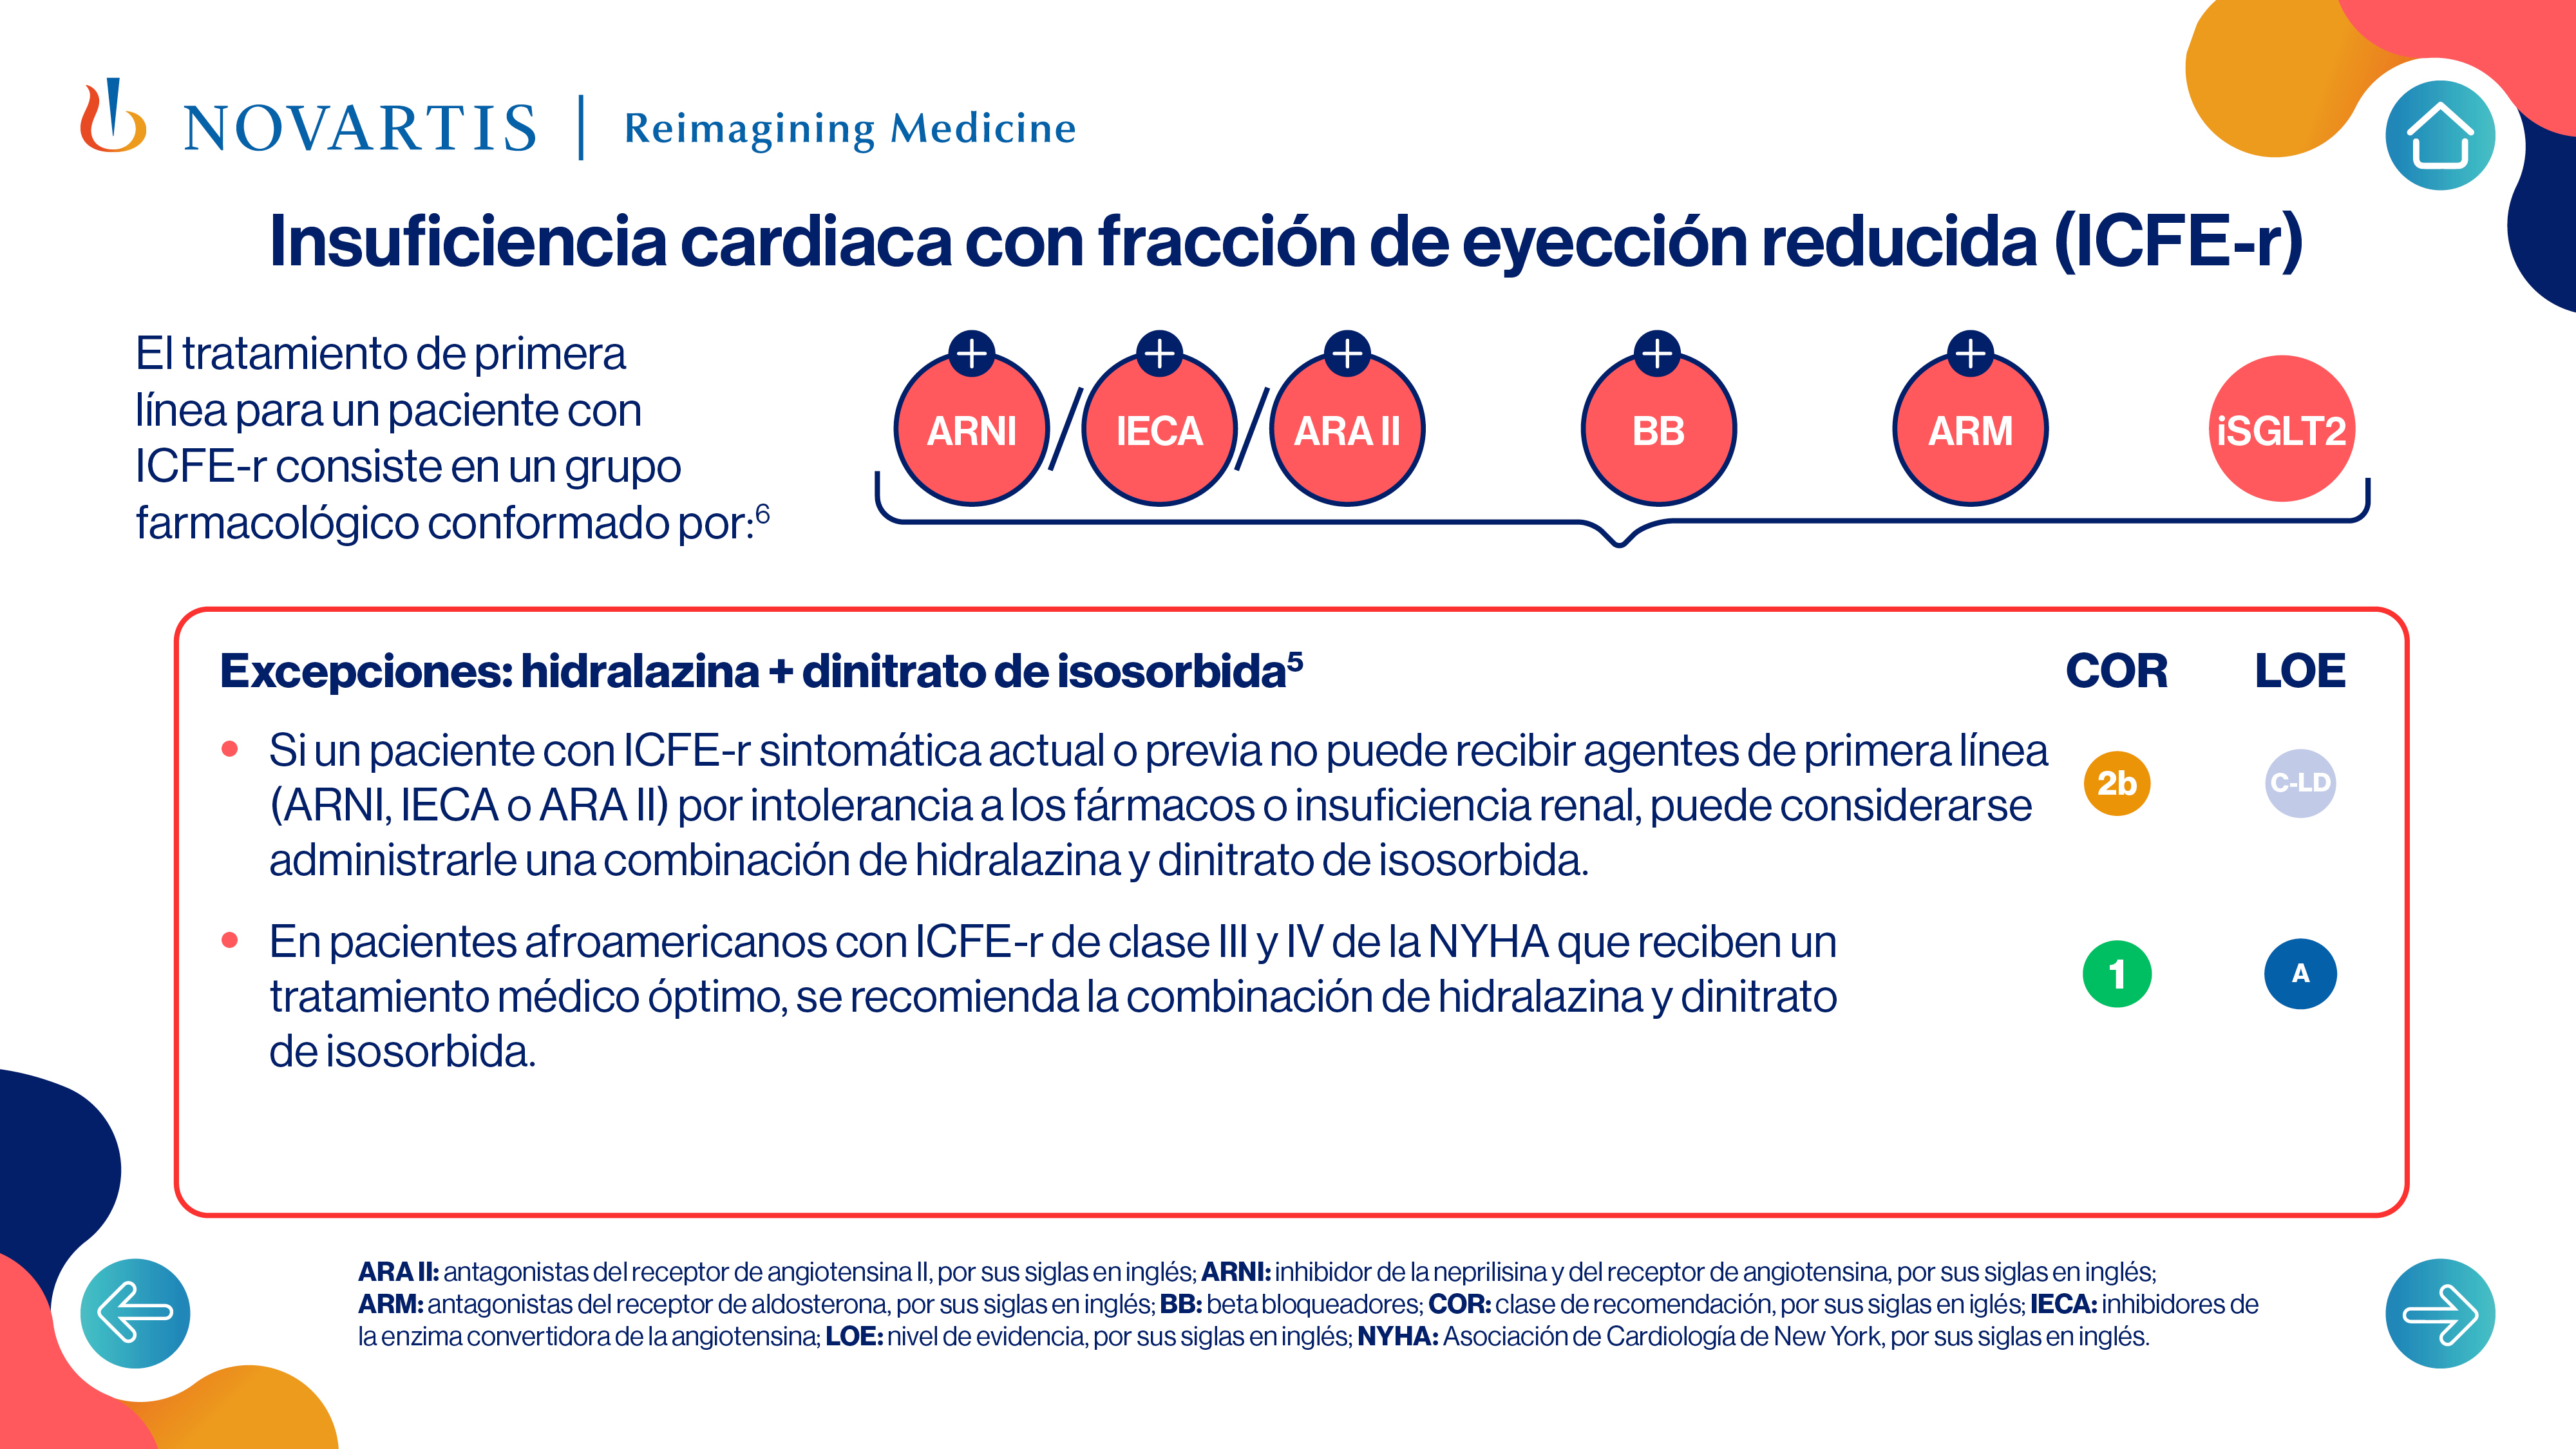 NOVARTIS | Reimagining Medicine
Insuficiencia cardiaca con fracción de eyección reducida (ICFE-r)
El tratamiento de primera
línea para un paciente con
ICFE-r consiste en un grupo
farmacológico conformado por:⁶
+ + + + +
ARNI / IECA / ARA II BB ARM iSGLT2
Excepciones: hidralazina + dinitrato de isosorbida⁵ COR LOE
• Si un paciente con ICFE-r sintomática actual o previa no puede recibir agentes de primera línea
(ARNI, IECA o ARA II) por intolerancia a los fármacos o insuficiencia renal, puede considerarse
administrarle una combinación de hidralazina y dinitrato de isosorbida.
2b C-LD
• En pacientes afroamericanos con ICFE-r de clase III y IV de la NYHA que reciben un
tratamiento médico óptimo, se recomienda la combinación de hidralazina y dinitrato
de isosorbida.
1 A
ARA II: antagonistas del receptor de angiotensina II, por sus siglas en inglés; ARNI: inhibidor de la neprilisina y del receptor de angiotensina, por sus siglas en inglés;
ARM: antagonistas del receptor de aldosterona, por sus siglas en inglés; BB: beta bloqueadores; COR: clase de recomendación, por sus siglas en iglés; IECA: inhibidores de
la enzima convertidora de la angiotensina; LOE: nivel de evidencia, por sus siglas en inglés; NYHA: Asociación de Cardiología de New York, por sus siglas en inglés.